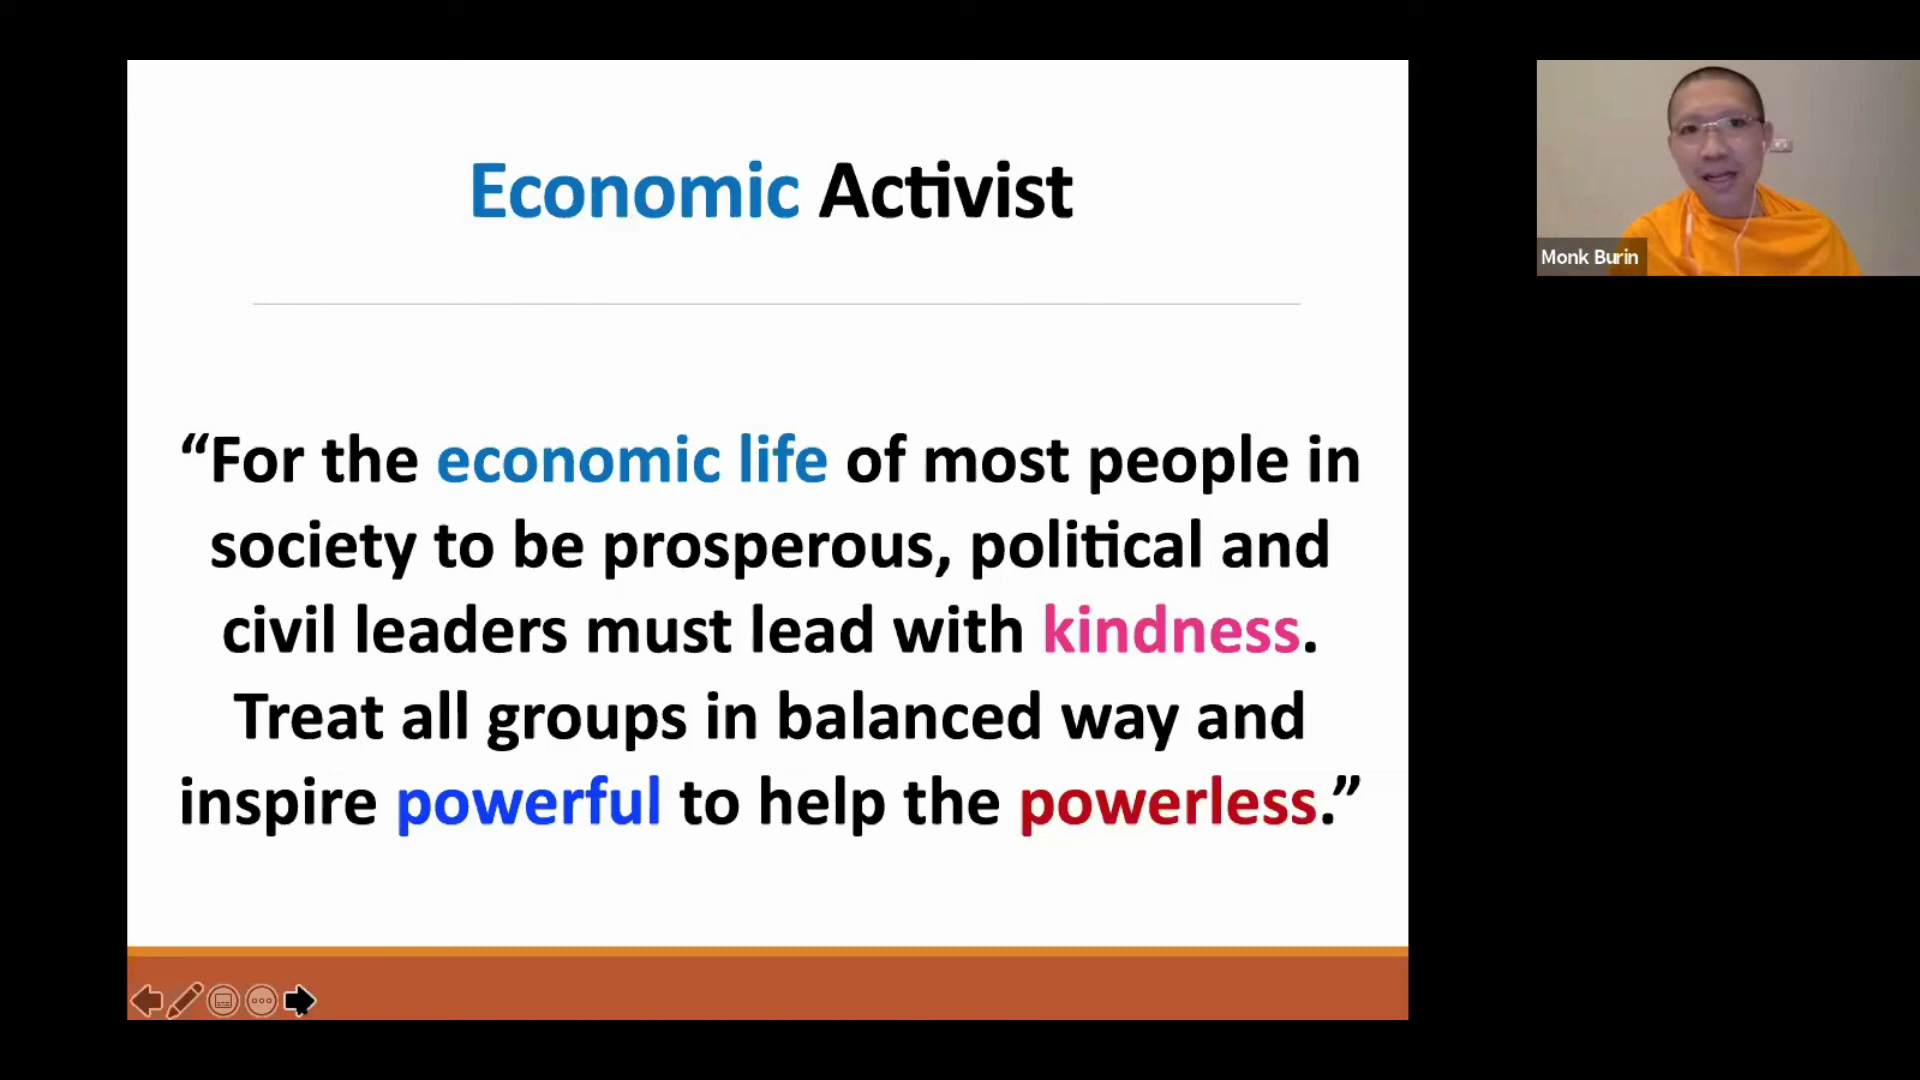 Economic Activist
“For the economic life of most people in
society to be prosperous, political and
civil leaders must lead with kindness.
Treat all groups in balanced way and
inspire powerful to help the powerless.”
Monk Burin